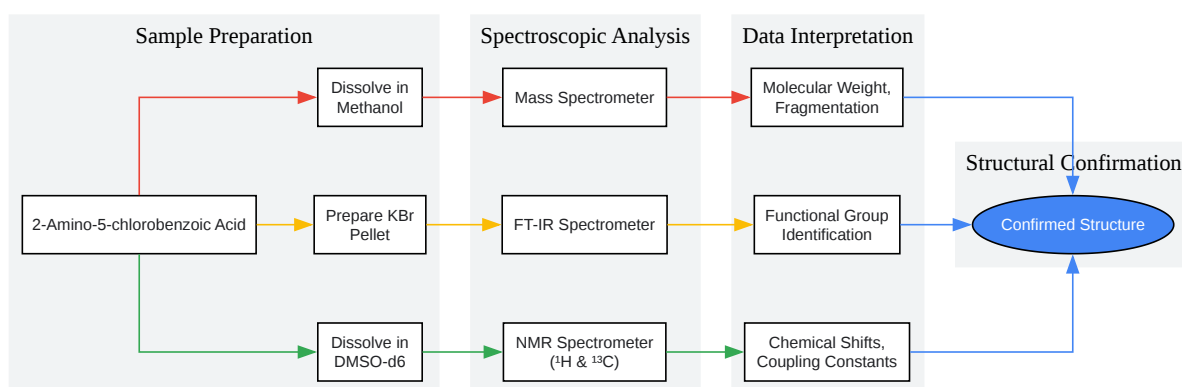 Sample Preparation
Spectroscopic Analysis
Data Interpretation
Dissolve in
Methanol
Mass Spectrometer
Molecular Weight,
Fragmentation
Structural Confirmation
2-Amino-5-chlorobenzoic Acid
Prepare KBr
Pellet
FT-IR Spectrometer
Functional Group
Identification
Confirmed Structure
Dissolve in
DMSO-d6
NMR Spectrometer
(¹H & ¹³C)
Chemical Shifts,
Coupling Constants